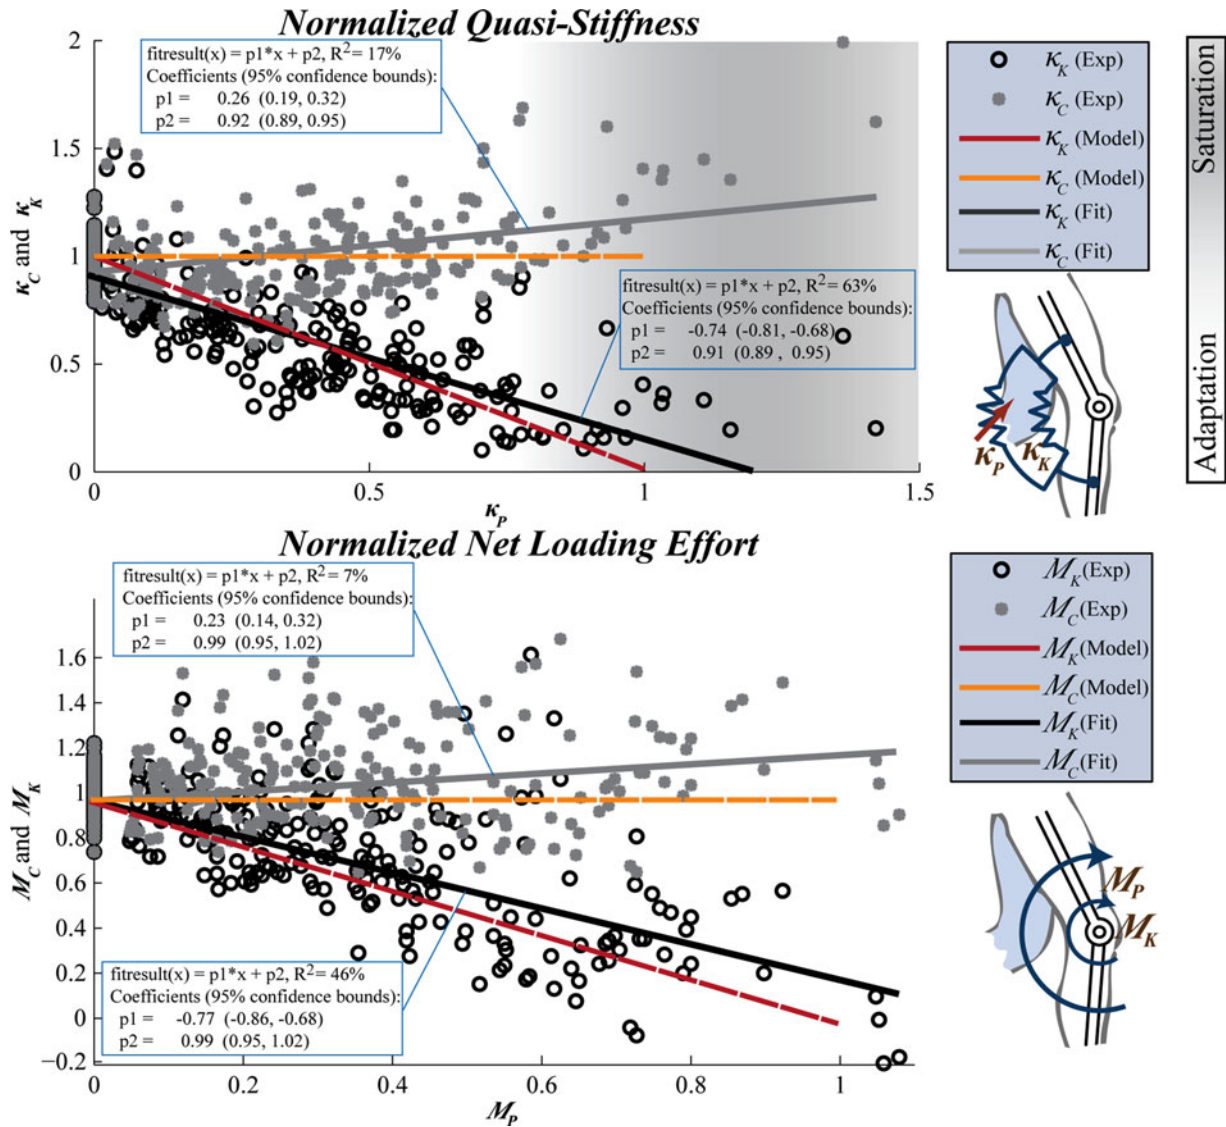 Normalized Quasi-Stiffness
2
1.5
1
0.5
0
κC and κK
0
0.5
1
1.5
κP
fitresult(x) = p1*x + p2, R2= 17%
Coefficients (95% confidence bounds):
p1 = 0.26 (0.19, 0.32)
p2 = 0.92 (0.89, 0.95)
fitresult(x) = p1*x + p2, R2= 63%
Coefficients (95% confidence bounds):
p1 = -0.74 (-0.81, -0.68)
p2 = 0.91 (0.89 , 0.95)
κK (Exp)
κC (Exp)
κK (Model)
κC (Model)
κK (Fit)
κC (Fit)
κP
κK
Saturation
Adaptation
Normalized Net Loading Effort
fitresult(x) = p1*x + p2, R2= 7%
Coefficients (95% confidence bounds):
p1 = 0.23 (0.14, 0.32)
p2 = 0.99 (0.95, 1.02)
1.6
1.4
1.2
1
0.8
0.6
0.4
0.2
0
−0.2
MC and MK
fitresult(x) = p1*x + p2, R2= 46%
Coefficients (95% confidence bounds):
p1 = -0.77 (-0.86, -0.68)
p2 = 0.99 (0.95, 1.02)
0
0.2
0.4
0.6
0.8
1
MP
MK(Exp)
MC(Exp)
MK(Model)
MC(Model)
MK(Fit)
MC(Fit)
MP
MK